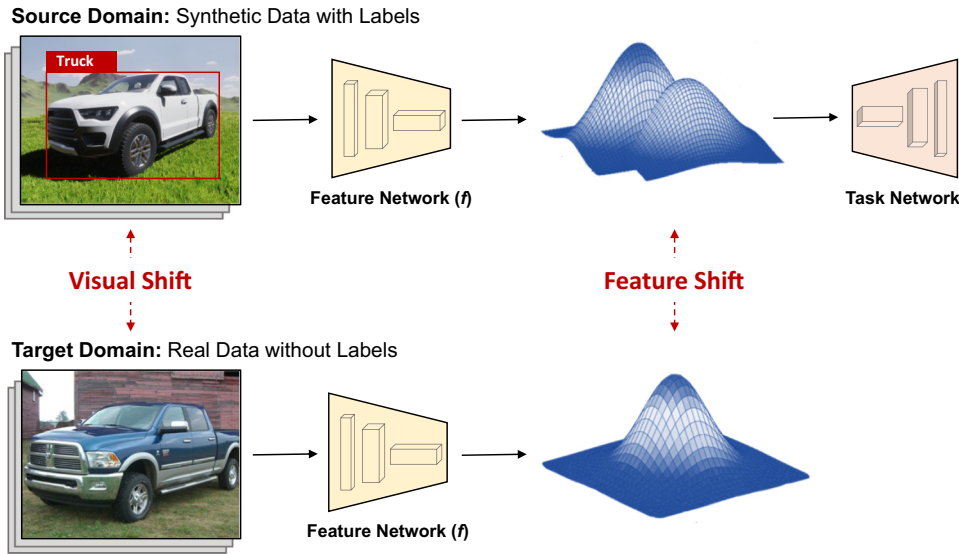 Source Domain: Synthetic Data with Labels
Truck
Feature Network (f)
Task Network
Visual Shift
Feature Shift
Target Domain: Real Data without Labels
Feature Network (f)